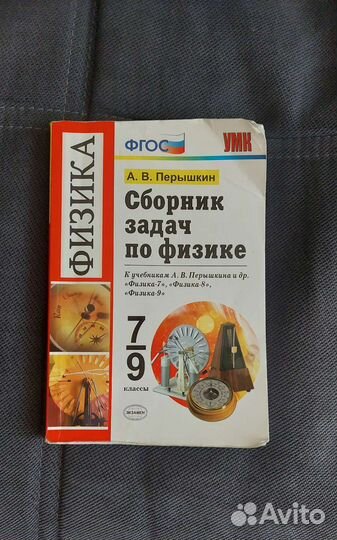 ФИЗИКА
ФГОС
УМК
А. В. Перышкин
Сборник
задач
по физике
К учебникам А. В. Перышкина и др.
«Физика-7», «Физика-8»,
«Физика-9»
7/9
классы
ЭКЗАМЕН
Avito